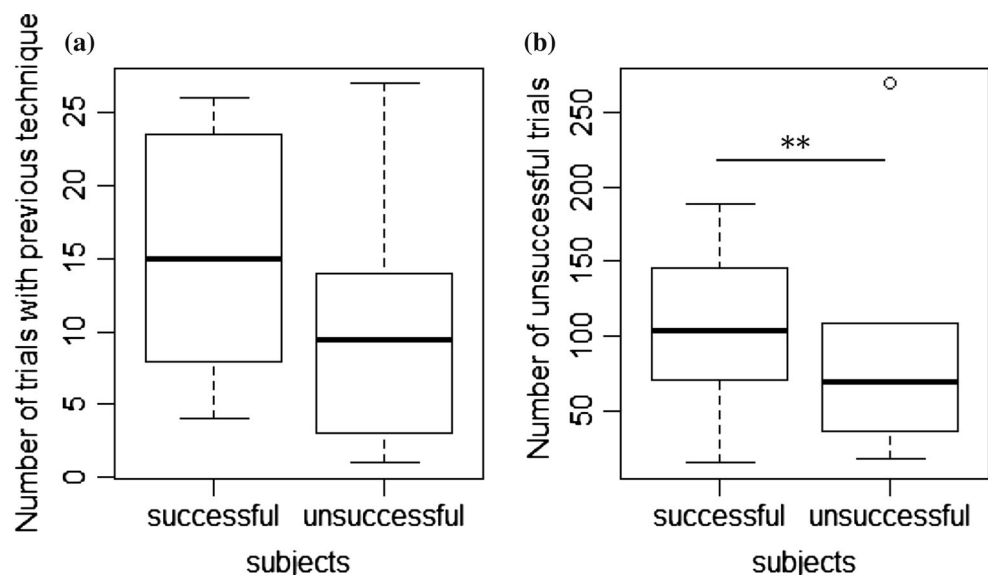 (a)
Number of trials with previous technique
25
20
15
10
5
0
successful
unsuccessful
subjects
(b)
Number of unsuccessful trials
250
200
150
100
50
**
successful
unsuccessful
subjects